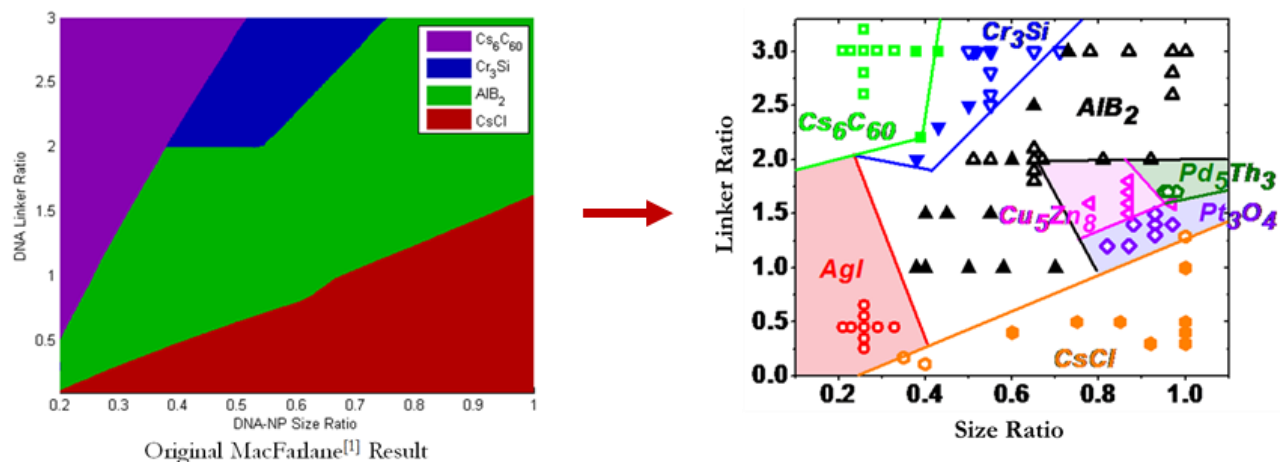 3
2.5
2
1.5
1
0.5
0.2
0.3
0.4
0.5
0.6
0.7
0.8
0.9
1
DNA Linker Ratio
DNA-NP Size Ratio
Cs₆C₆₀
Cr₃Si
AlB₂
CsCl
Original MacFarlane[1] Result
3.0
2.5
2.0
1.5
1.0
0.5
0.0
0.2
0.4
0.6
0.8
1.0
Linker Ratio
Size Ratio
Cr₃Si
Cs₆C₆₀
AlB₂
Pd₅Th₃
Cu₅Zn₈
Pt₃O₄
AgI
CsCl